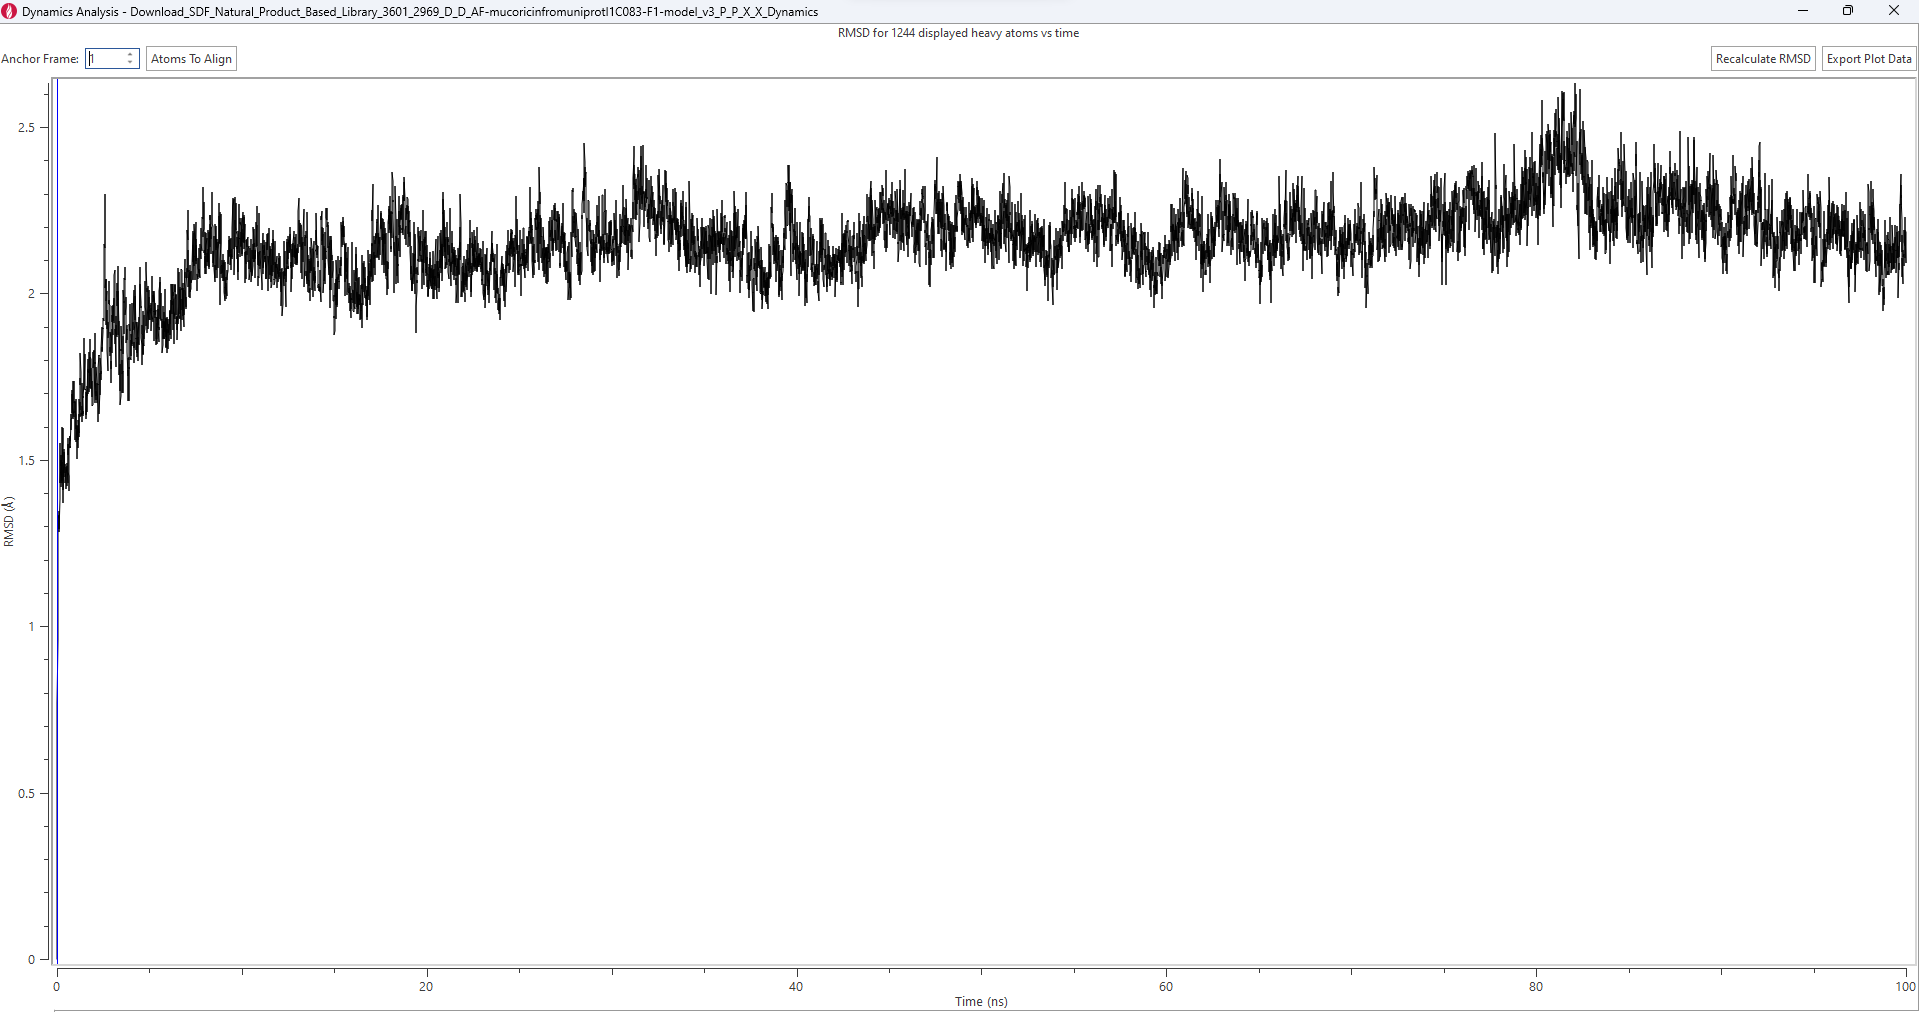 Dynamics Analysis - Download_SDF_Natural_Product_Based_Library_3601_2969_D_D_AF-mucoricinfromuniprotI1C083-F1-model_v3_P_P_X_X_Dynamics
RMSD for 1244 displayed heavy atoms vs time
Anchor Frame: 1 Atoms To Align Recalculate RMSD Export Plot Data
2.5
2
1.5
RMSD (Å)
1
0.5
0
0 20 40 60 80 100
Time (ns)